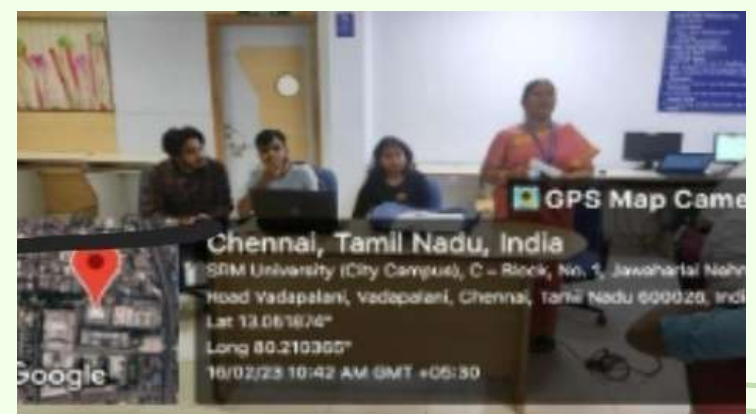 GPS Map Came
Chennai, Tamil Nadu, India
SRM University (City Campus), C – Block, No. 1, Jawaharlal Nehr
Road Vadapalani, Vadapalani, Chennai, Tamil Nadu 600026, Indi
Lat 13.051874°
Long 80.210365°
16/02/23 10:42 AM GMT +05:30
Google